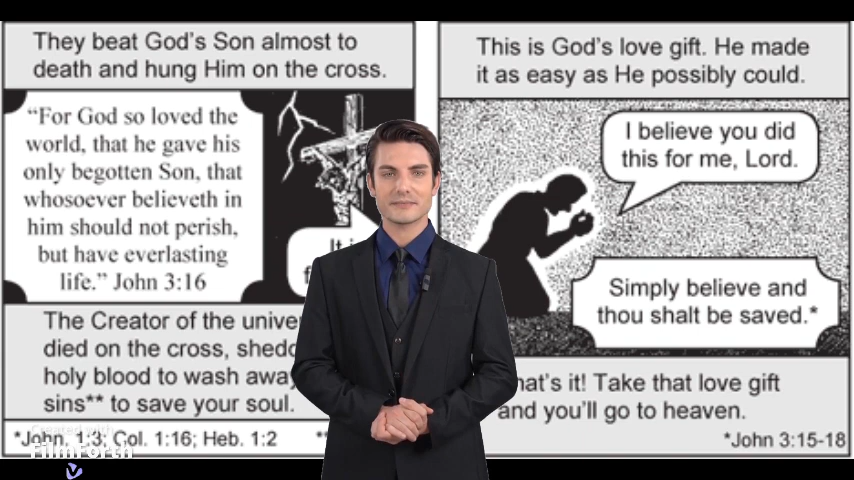 They beat God's Son almost to
death and hung Him on the cross.
"For God so loved the
world, that he gave his
only begotten Son, that
whosoever believeth in
him should not perish,
but have everlasting
life." John 3:16
The Creator of the
died on the cross,
holy blood to wash away
sins** to save your soul.
*John. 1:3; Col. 1:16; Heb. 1:2
This is God's love gift. He made
it as easy as He possibly could.
I believe you did
this for me, Lord.
Simply believe and
thou shalt be saved.*
Take that love gift
and you'll go to heaven.
*John 3:15-18
Created with
FilmForth